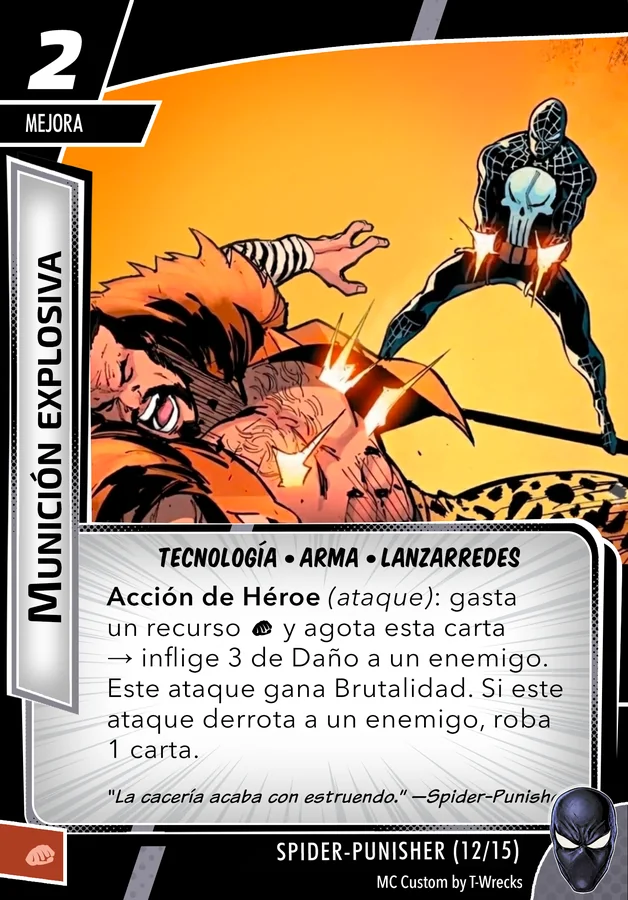 2
MEJORA
MUNICIÓN EXPLOSIVA
TECNOLOGÍA • ARMA • LANZARREDES
Acción de Héroe (ataque): gasta
un recurso y agota esta carta
→ inflige 3 de Daño a un enemigo.
Este ataque gana Brutalidad. Si este
ataque derrota a un enemigo, roba
1 carta.
"La cacería acaba con estruendo." —Spider-Punishe
SPIDER-PUNISHER (12/15)
MC Custom by T-Wrecks